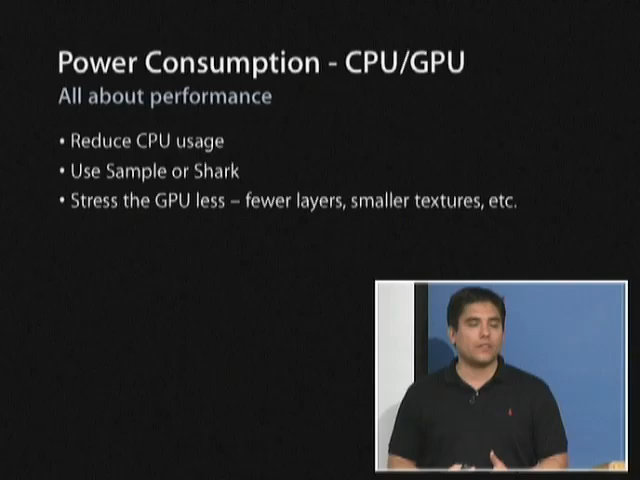 Power Consumption - CPU/GPU
All about performance
• Reduce CPU usage
• Use Sample or Shark
• Stress the GPU less – fewer layers, smaller textures, etc.